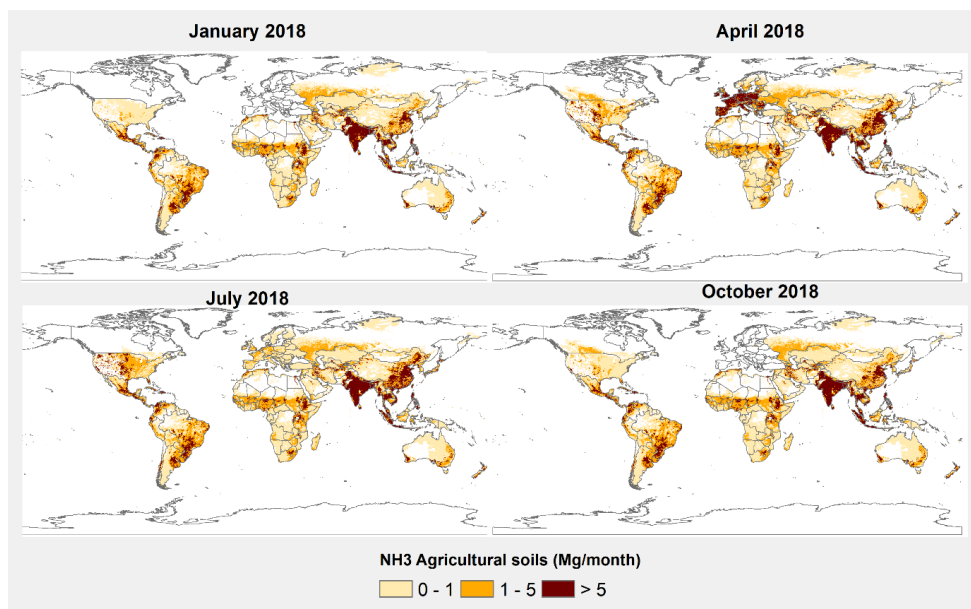 January 2018
April 2018
July 2018
October 2018
NH3 Agricultural soils (Mg/month)
0 - 1 1 - 5 > 5